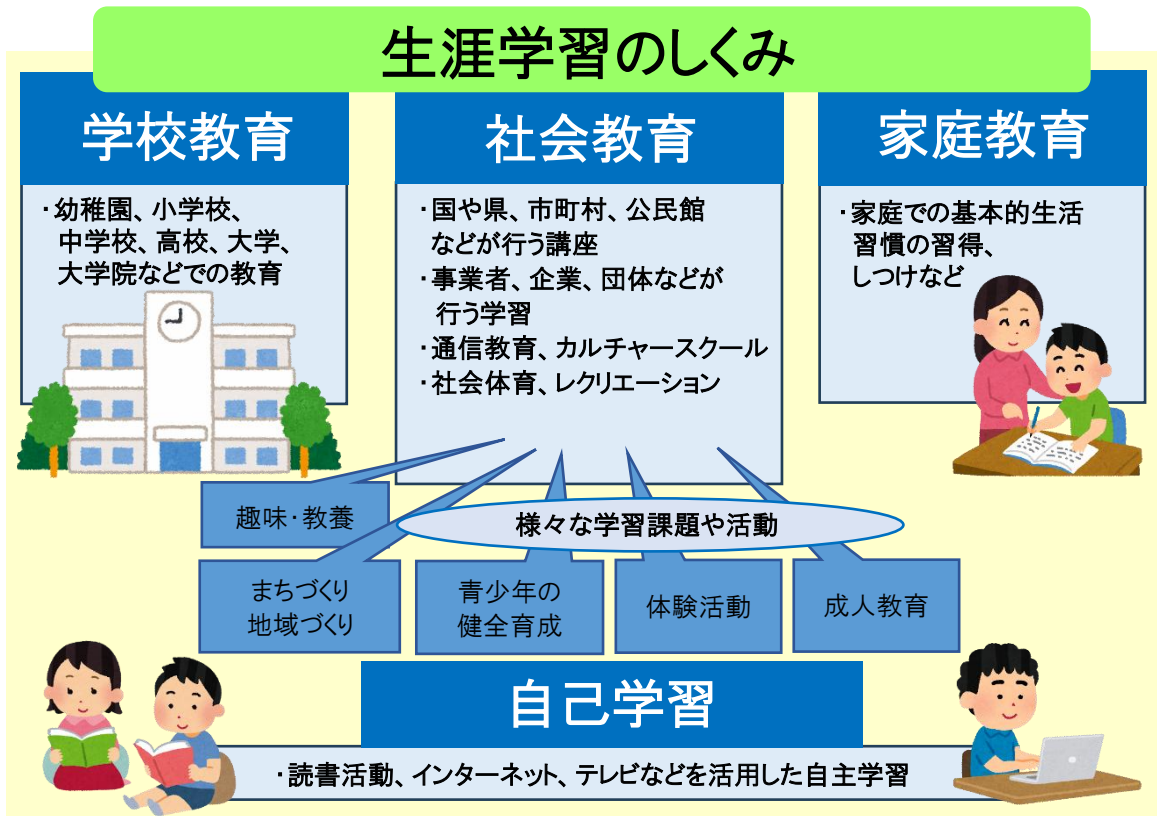 生涯学習のしくみ
学校教育
・幼稚園、小学校、
中学校、高校、大学、
大学院などでの教育
社会教育
・国や県、市町村、公民館
などが行う講座
・事業者、企業、団体などが
行う学習
・通信教育、カルチャースクール
・社会体育、レクリエーション
家庭教育
・家庭での基本的生活
習慣の習得、
しつけなど
趣味・教養
様々な学習課題や活動
まちづくり
地域づくり
青少年の
健全育成
体験活動
成人教育
自己学習
・読書活動、インターネット、テレビなどを活用した自主学習